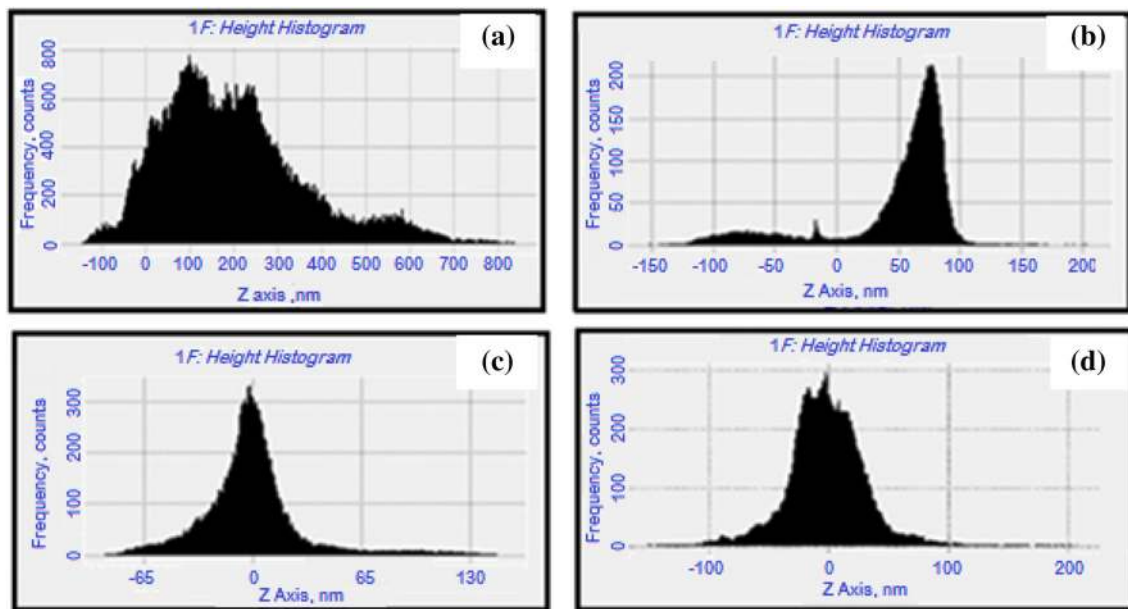 1F: Height Histogram
(a)
Frequency, counts
800
600
400
200
0
-100 0 100 200 300 400 500 600 700 800
Z axis ,nm
1F: Height Histogram
(b)
Frequency, counts
200
150
100
50
0
-150 -100 -50 0 50 100 150 200
Z Axis, nm
1F: Height Histogram
(c)
Frequency, counts
300
200
100
0
-65 0 65 130
Z Axis, nm
1F: Height Histogram
(d)
Frequency, counts
300
200
100
0
-100 0 100 200
Z Axis, nm